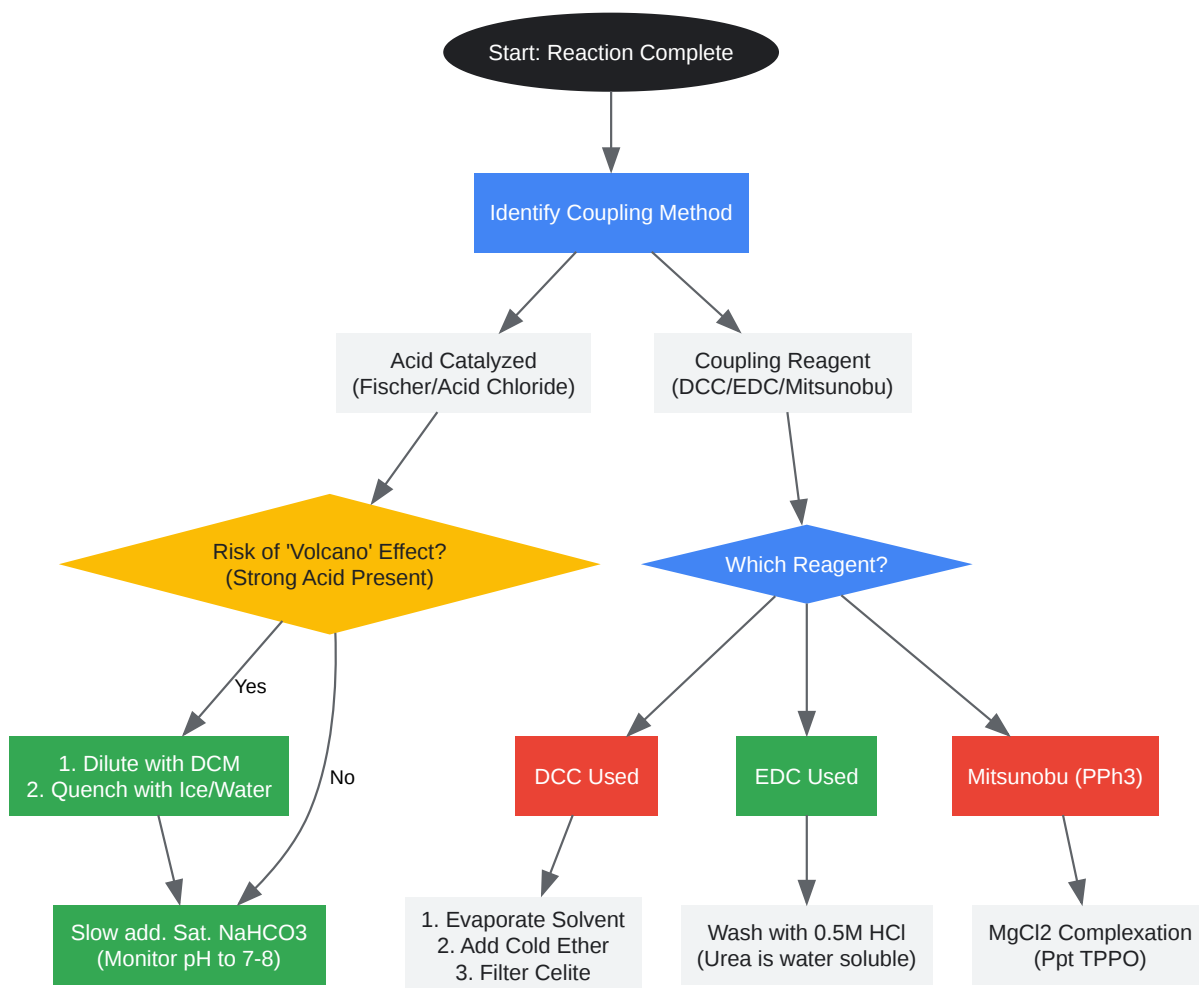 Start: Reaction Complete
Identify Coupling Method
Acid Catalyzed
(Fischer/Acid Chloride)
Coupling Reagent
(DCC/EDC/Mitsunobu)
Risk of 'Volcano' Effect?
(Strong Acid Present)
Which Reagent?
Yes
No
1. Dilute with DCM
2. Quench with Ice/Water
DCC Used
EDC Used
Mitsunobu (PPh3)
Slow add. Sat. NaHCO3
(Monitor pH to 7-8)
1. Evaporate Solvent
2. Add Cold Ether
3. Filter Celite
Wash with 0.5M HCl
(Urea is water soluble)
MgCl2 Complexation
(Ppt TPPO)